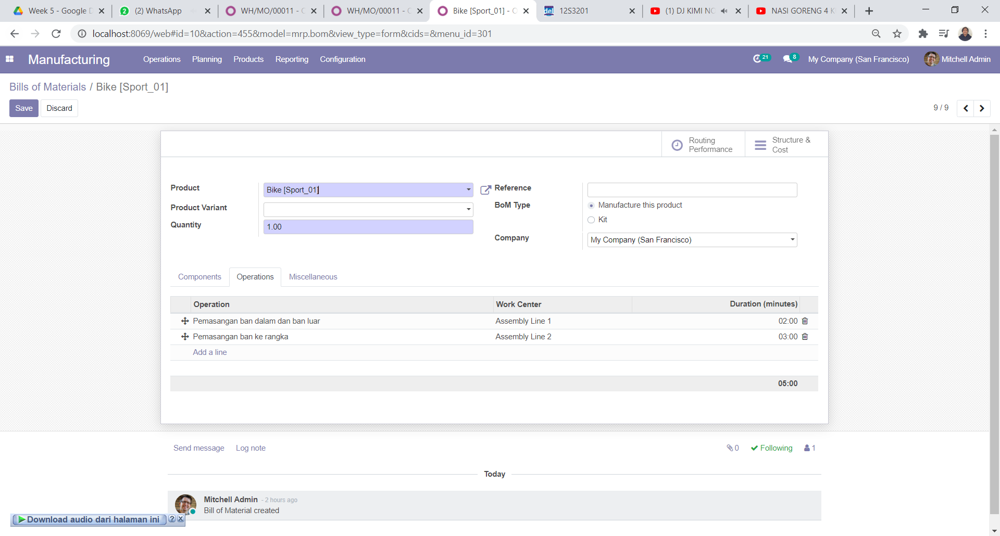 Week 5 - Google D
(2) WhatsApp
WH/MO/00011 - O
WH/MO/00011 - O
Bike [Sport_01] - O
12S3201
(1) DJ KIMI NO
NASI GORENG 4 K
localhost:8069/web#id=10&action=455&model=mrp.bom&view_type=form&cids=&menu_id=301
Manufacturing
Operations
Planning
Products
Reporting
Configuration
21
8
My Company (San Francisco)
Mitchell Admin
Bills of Materials / Bike [Sport_01]
Save
Discard
9 / 9
Routing
Performance
Structure &
Cost
Product
Bike [Sport_01]
Reference
Product Variant
BoM Type
Manufacture this product
Kit
Quantity
1.00
Company
My Company (San Francisco)
Components
Operations
Miscellaneous
Operation
Work Center
Duration (minutes)
Pemasangan ban dalam dan ban luar
Assembly Line 1
02:00
Pemasangan ban ke rangka
Assembly Line 2
03:00
Add a line
05:00
Send message
Log note
0
Following
1
Today
Mitchell Admin - 2 hours ago
Bill of Material created
Download audio dari halaman ini